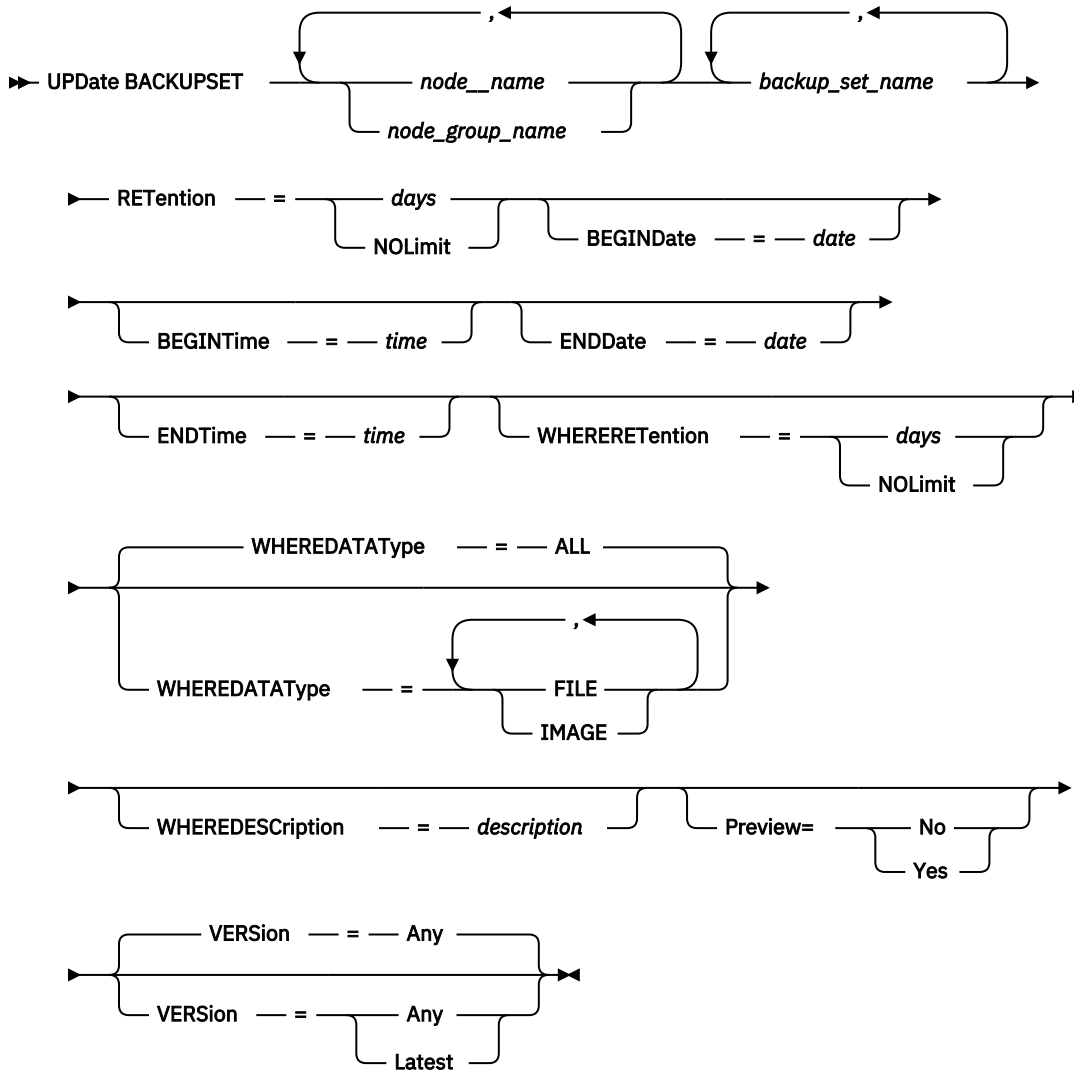 , ,
UPDate BACKUPSET node__name backup_set_name
node_group_name
RETention = days
NOLimit
BEGINDate = date
BEGINTime = time ENDDate = date
ENDTime = time WHERERETention = days
NOLimit
WHEREDATAType = ALL
,
WHEREDATAType = FILE
IMAGE
WHEREDESCription = description Preview= No
Yes
VERSion = Any
VERSion = Any
Latest